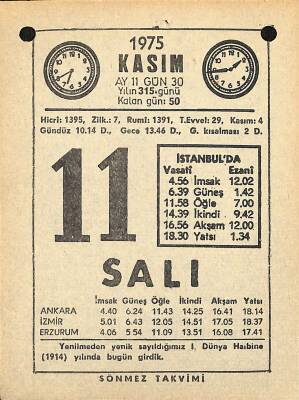 1975
KASIM
AY 11 GÜN 30
Yılın 315.günü
Kalan gün: 50
Hicrî: 1395, Zilk.: 7, Rumî: 1391, T.Evvel: 29, Kasım: 4
Gündüz 10.14 D., Gece 13.46 D., G. kısalması 2 D.
11
İSTANBUL'DA
Vasatî Ezanî
4.56 İmsak 12.02
6.39 Güneş 1.42
11.58 Öğle 7.00
14.39 İkindi 9.42
16.56 Akşam 12.00
18.30 Yatsı 1.34
SALI
İmsak Güneş Öğle İkindi Akşam Yatsı
ANKARA 4.40 6.24 11.43 14.25 16.41 18.14
İZMİR 5.01 6.43 12.05 14.51 17.05 18.37
ERZURUM 4.06 5.54 11.09 13.51 16.08 17.41
Yenilmeden yenik sayıldığımız I. Dünya Harbine
(1914) yılında bugün girdik.
SÖNMEZ TAKVİMİ